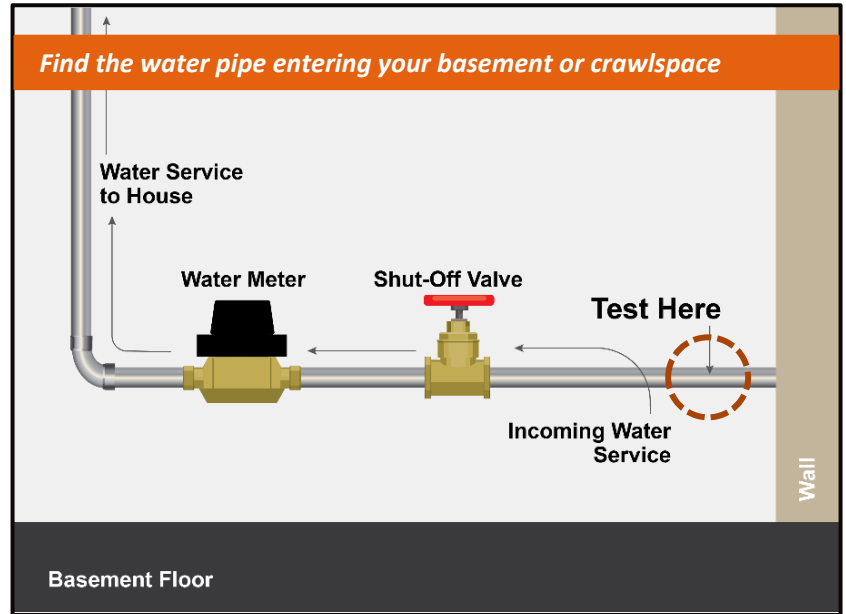 Find the water pipe entering your basement or crawlspace
Water Service
to House
Water Meter
Shut-Off Valve
Test Here
Incoming Water
Service
Wall
Basement Floor